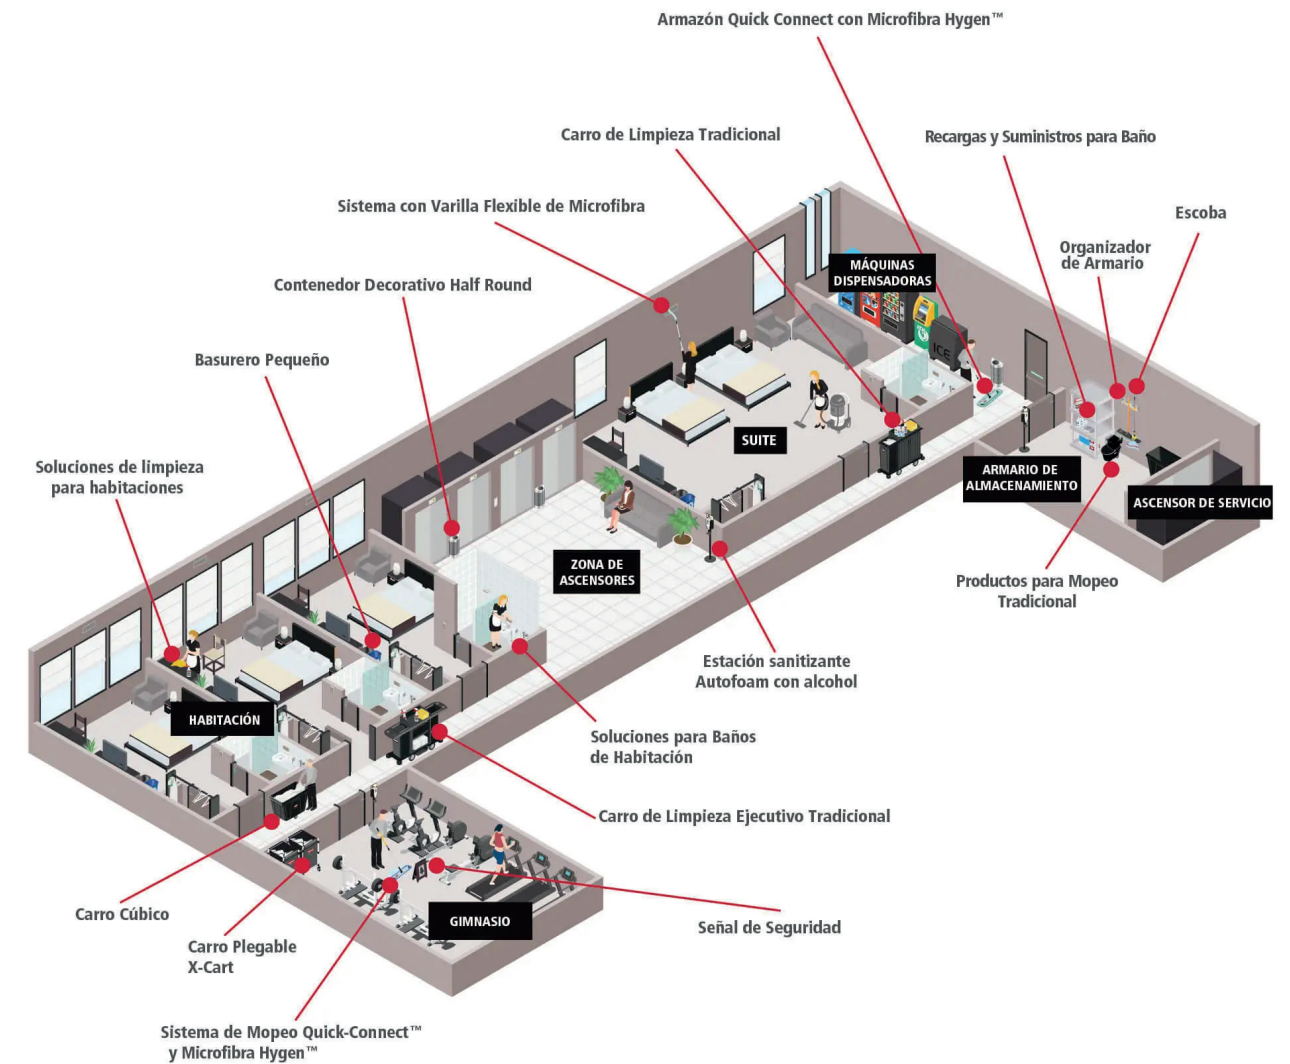 Armazón Quick Connect con Microfibra Hygen™
Carro de Limpieza Tradicional
Recargas y Suministros para Baño
Sistema con Varilla Flexible de Microfibra
Escoba
Organizador
de Armario
Contenedor Decorativo Half Round
MÁQUINAS
DISPENSADORAS
Basurero Pequeño
ICE
SUITE
Soluciones de limpieza
para habitaciones
ARMARIO DE
ALMACENAMIENTO
ASCENSOR DE SERVICIO
ZONA DE
ASCENSORES
Productos para Mopeo
Tradicional
Estación sanitizante
Autofoam con alcohol
HABITACIÓN
Soluciones para Baños
de Habitación
Carro de Limpieza Ejecutivo Tradicional
Carro Cúbico
GIMNASIO
Señal de Seguridad
Carro Plegable
X-Cart
Sistema de Mopeo Quick-Connect™
y Microfibra Hygen™